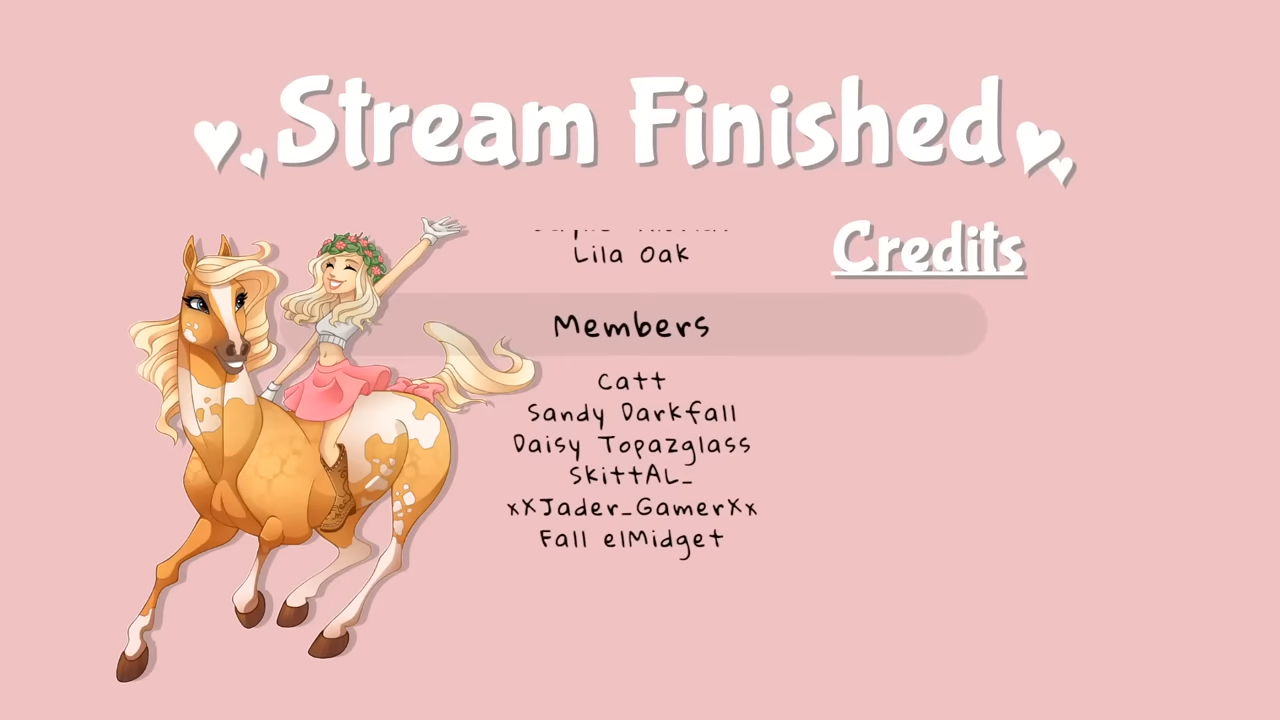 Stream Finished
Credits
Lila Oak
Members
Catt
Sandy Darkfall
Daisy Topazglass
SkittAL_
xXJader_GamerXx
Fall elMidget